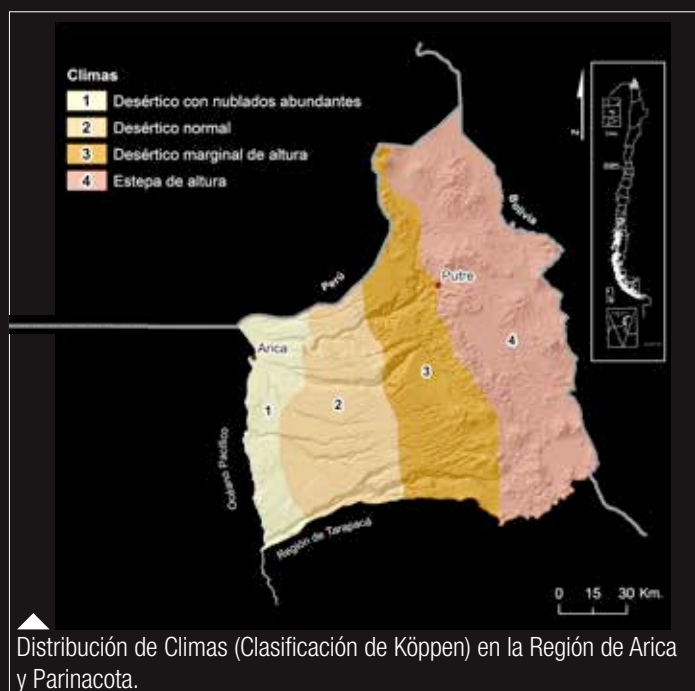 Climas
1 Desértico con nublados abundantes
2 Desértico normal
3 Desértico marginal de altura
4 Estepa de altura
N
Bolivia
Putre
Perú
Arica
4
3
2
1
Océano Pacífico
Región de Tarapacá
0 15 30 Km.
Distribución de Climas (Clasificación de Köppen) en la Región de Arica
y Parinacota.